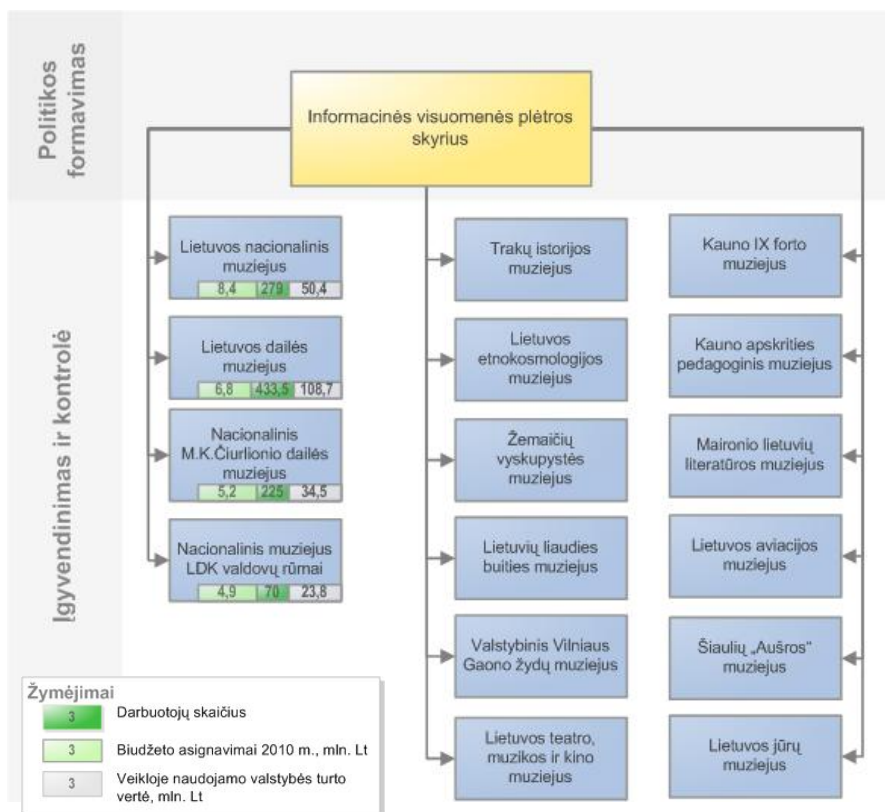 Politikos
formavimas
Informacinės visuomenės plėtros
skyrius
Įgyvendinimas ir kontrolė
Lietuvos nacionalinis
muziejus
8,4 279 50,4
Lietuvos dailės
muziejus
6,8 433,5 108,7
Nacionalinis
M.K.Čiurlionio dailės
muziejus
5,2 225 34,5
Nacionalinis muziejus
LDK valdovų rūmai
4,9 70 23,8
Trakų istorijos
muziejus
Lietuvos
etnokosmologijos
muziejus
Žemaičių
vyskupystės
muziejus
Lietuvių liaudies
buities muziejus
Valstybinis Vilniaus
Gaono žydų muziejus
Lietuvos teatro,
muzikos ir kino
muziejus
Kauno IX forto
muziejus
Kauno apskrities
pedagoginis muziejus
Maironio lietuvių
literatūros muziejus
Lietuvos aviacijos
muziejus
Šiaulių „Aušros“
muziejus
Lietuvos jūrų
muziejus
Žymėjimai
3 Darbuotojų skaičius
3 Biudžeto asignavimai 2010 m., mln. Lt
3 Veikloje naudojamo valstybės turto
vertė, mln. Lt